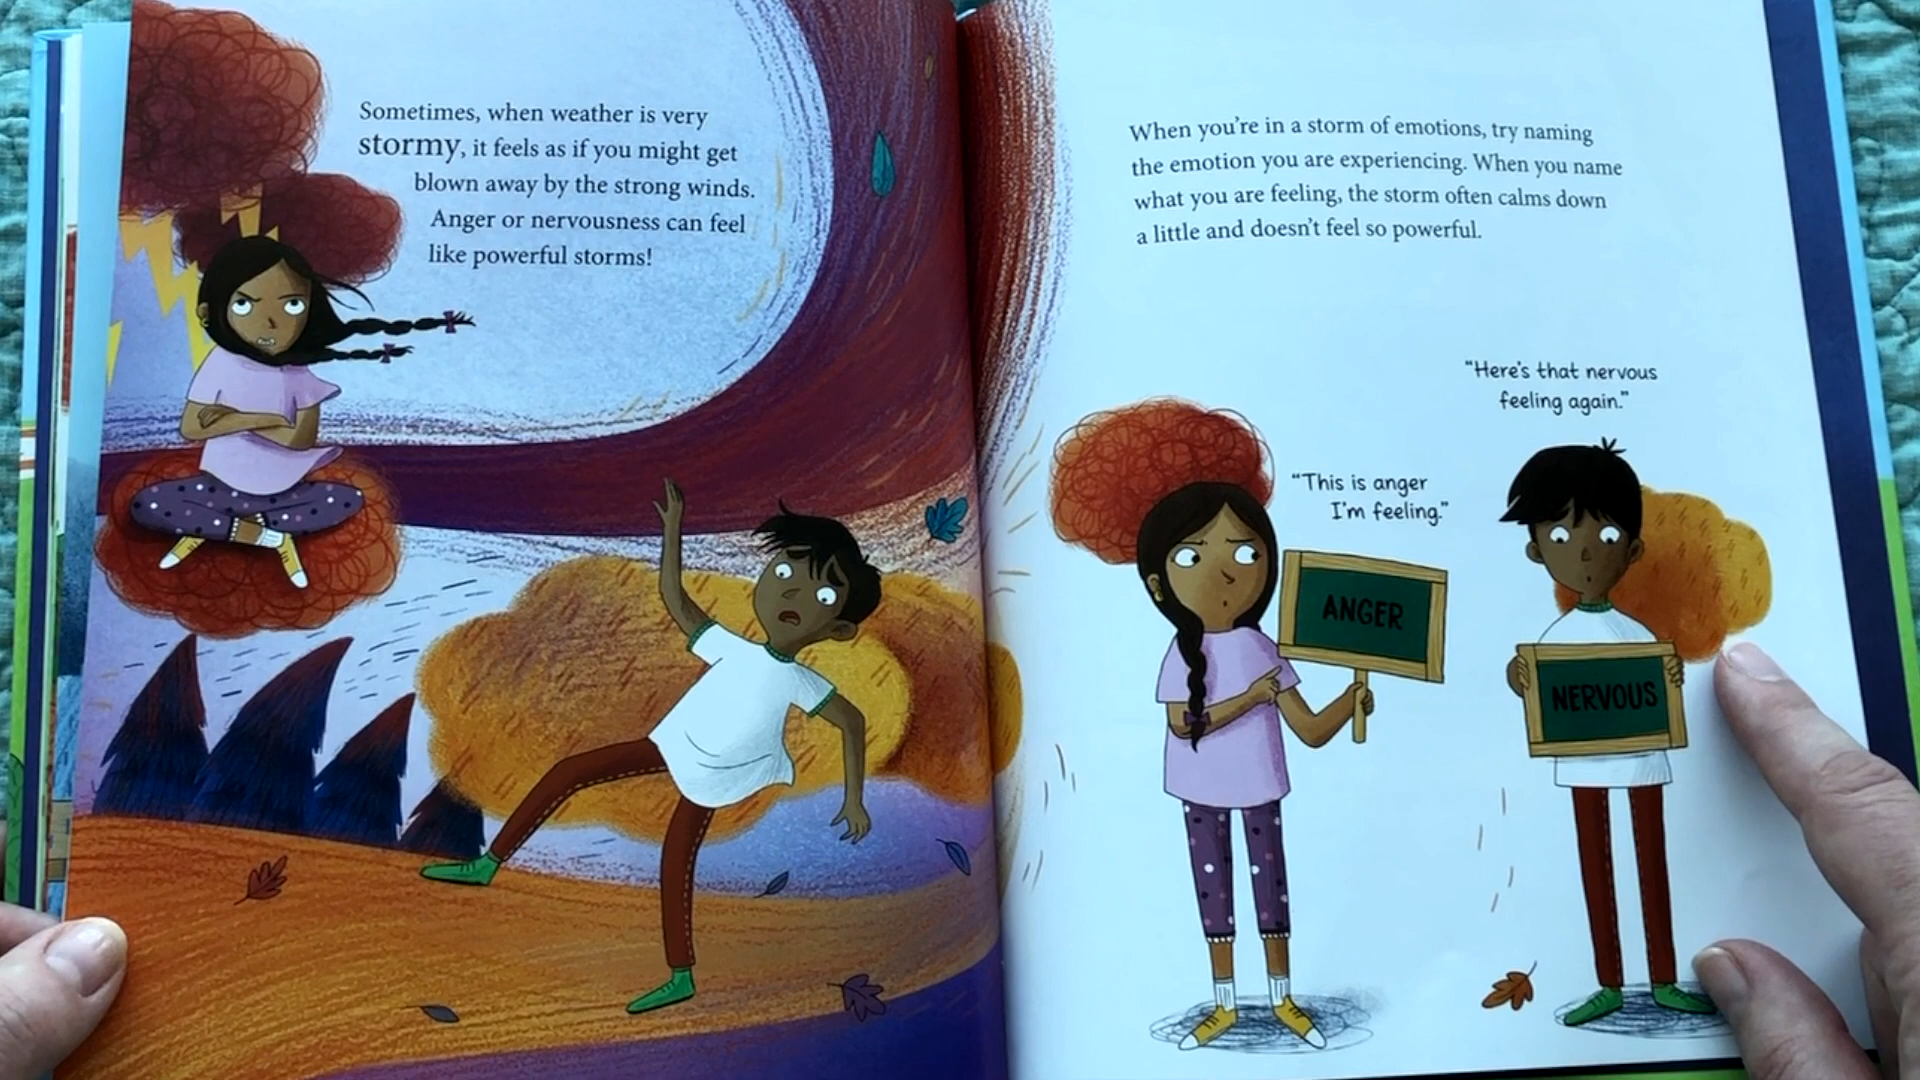 Sometimes, when weather is very
stormy, it feels as if you might get
blown away by the strong winds.
Anger or nervousness can feel
like powerful storms!
When you're in a storm of emotions, try naming
the emotion you are experiencing. When you name
what you are feeling, the storm often calms down
a little and doesn't feel so powerful.
"Here's that nervous
feeling again."
"This is anger
I'm feeling."
ANGER
NERVOUS